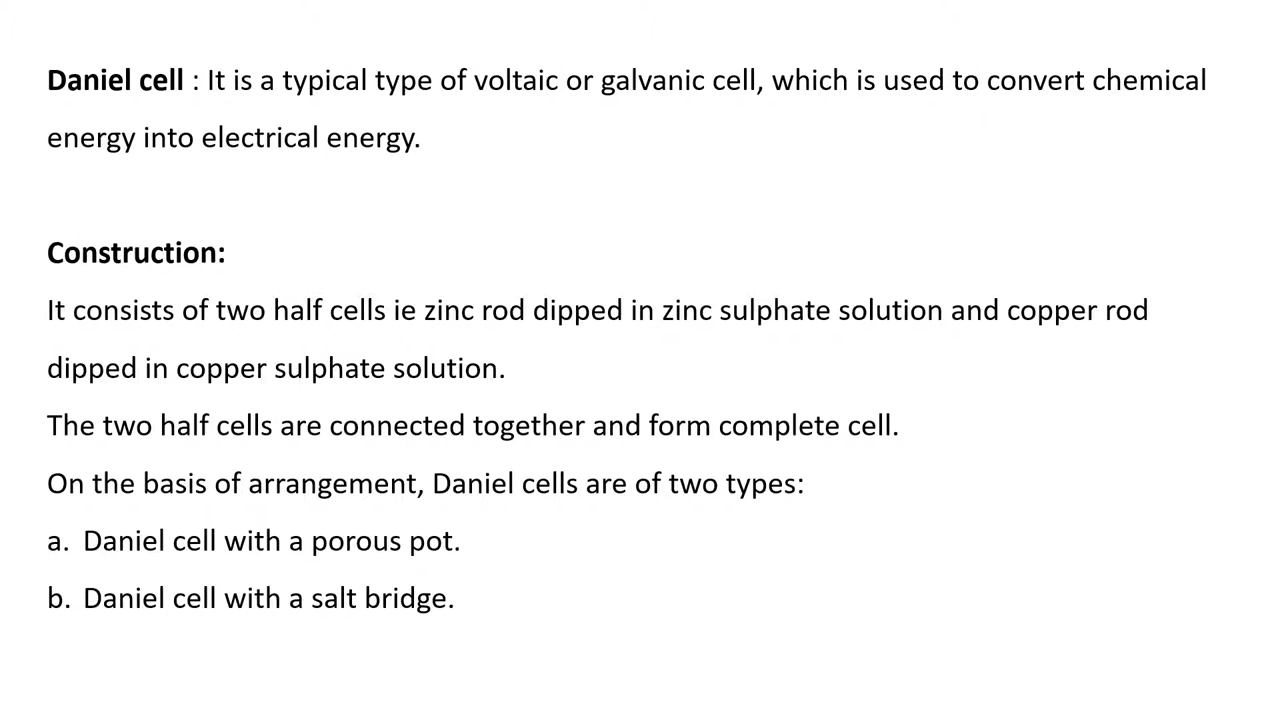 Daniel cell : It is a typical type of voltaic or galvanic cell, which is used to convert chemical
energy into electrical energy.
Construction:
It consists of two half cells ie zinc rod dipped in zinc sulphate solution and copper rod
dipped in copper sulphate solution.
The two half cells are connected together and form complete cell.
On the basis of arrangement, Daniel cells are of two types:
a. Daniel cell with a porous pot.
b. Daniel cell with a salt bridge.